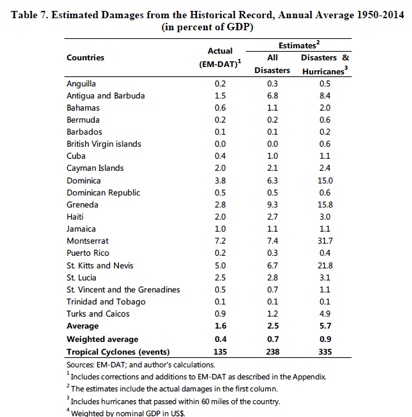 Table 7. Estimated Damages from the Historical Record, Annual Average 1950-2014
(in percent of GDP)
Countries Actual (EM-DAT)1 Estimates2
All Disasters Disasters & Hurricanes3
Anguilla 0.2 0.3 0.5
Antigua and Barbuda 1.5 6.8 8.4
Bahamas 0.6 1.1 2.0
Bermuda 0.2 0.2 0.6
Barbados 0.1 0.1 0.2
British Virgin islands 0.0 0.0 0.6
Cuba 0.4 1.0 1.1
Cayman Islands 2.0 2.1 2.4
Dominica 3.8 6.3 15.0
Dominican Republic 0.5 0.5 0.6
Greneda 2.8 9.3 15.8
Haiti 2.0 2.7 3.0
Jamaica 1.0 1.1 1.1
Montserrat 7.2 7.4 31.7
Puerto Rico 0.2 0.3 0.4
St. Kitts and Nevis 5.0 6.7 21.8
St. Lucia 2.5 2.8 3.1
St. Vincent and the Grenadines 0.5 0.7 1.1
Trinidad and Tobago 0.1 0.1 0.1
Turks and Caicos 0.9 1.2 4.9
Average 1.6 2.5 5.7
Weighted average 0.4 0.7 0.9
Tropical Cyclones (events) 135 238 335
Sources: EM-DAT; and author's calculations.
1 Includes corrections and additions to EM-DAT as described in the Appendix.
2 The estimates include the actual damages in the first column.
3 Includes hurricanes that passed within 60 miles of the country.
4 Weighted by nominal GDP in US$.